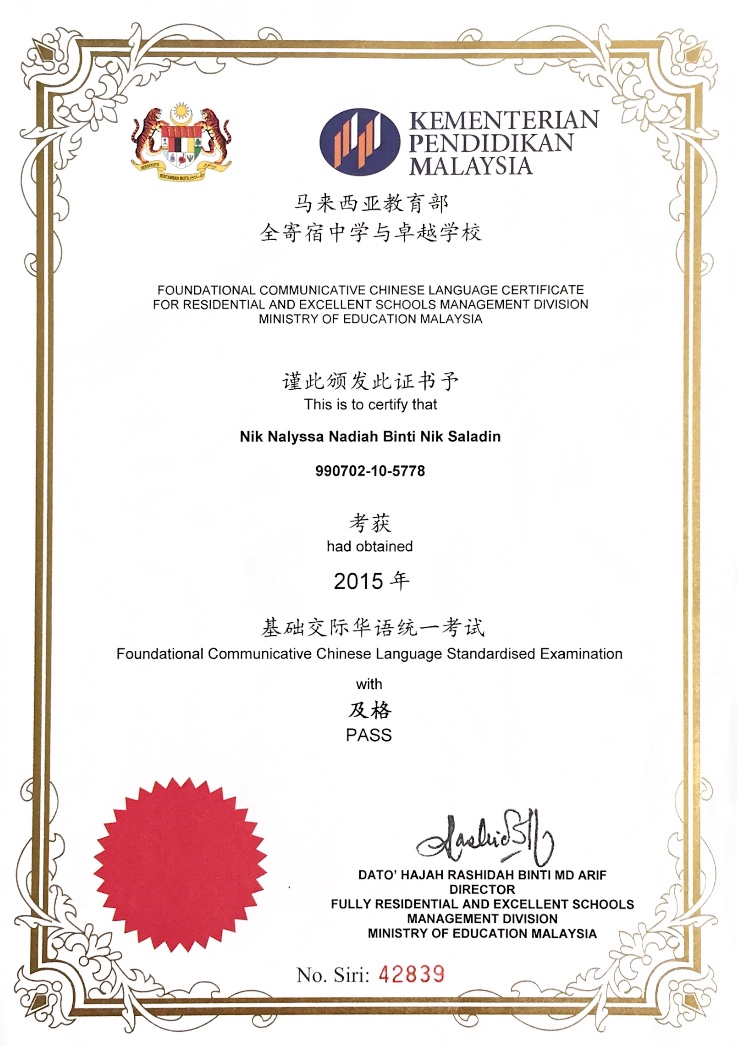 KEMENTERIAN
PENDIDIKAN
MALAYSIA
马来西亚教育部
全寄宿中学与卓越学校
FOUNDATIONAL COMMUNICATIVE CHINESE LANGUAGE CERTIFICATE
FOR RESIDENTIAL AND EXCELLENT SCHOOLS MANAGEMENT DIVISION
MINISTRY OF EDUCATION MALAYSIA
谨此颁发此证书予
This is to certify that
Nik Nalyssa Nadiah Binti Nik Saladin
990702-10-5778
考获
had obtained
2015 年
基础交际华语统一考试
Foundational Communicative Chinese Language Standardised Examination
with
及格
PASS
DATO’ HAJAH RASHIDAH BINTI MD ARIF
DIRECTOR
FULLY RESIDENTIAL AND EXCELLENT SCHOOLS
MANAGEMENT DIVISION
MINISTRY OF EDUCATION MALAYSIA
No. Siri: 42839